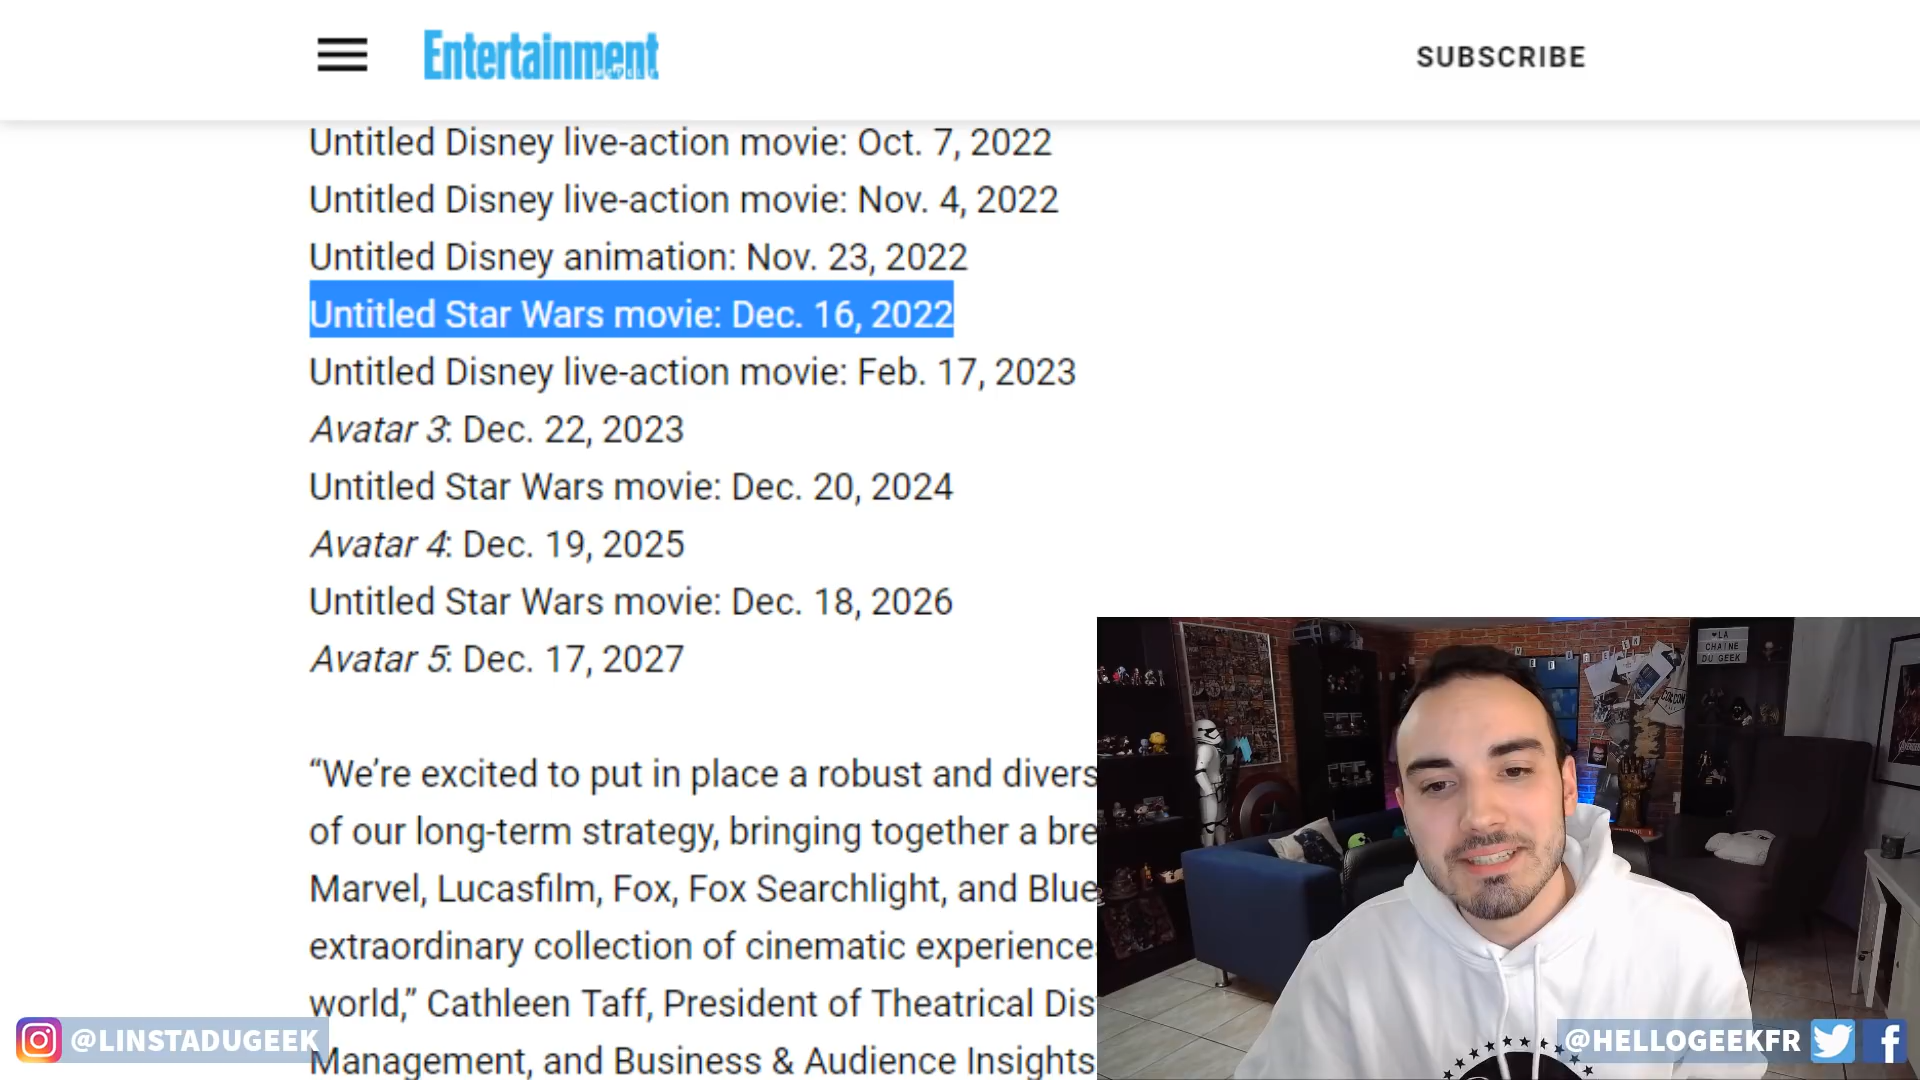 Entertainment
WEEKLY
SUBSCRIBE
Untitled Disney live-action movie: Oct. 7, 2022
Untitled Disney live-action movie: Nov. 4, 2022
Untitled Disney animation: Nov. 23, 2022
Untitled Star Wars movie: Dec. 16, 2022
Untitled Disney live-action movie: Feb. 17, 2023
Avatar 3: Dec. 22, 2023
Untitled Star Wars movie: Dec. 20, 2024
Avatar 4: Dec. 19, 2025
Untitled Star Wars movie: Dec. 18, 2026
Avatar 5: Dec. 17, 2027
“We’re excited to put in place a robust and divers
of our long-term strategy, bringing together a bre
Marvel, Lucasfilm, Fox, Fox Searchlight, and Blue
extraordinary collection of cinematic experience
world,” Cathleen Taff, President of Theatrical Dis
Management, and Business & Audience Insights
♥LA
CHAINE
DU GEEK
@LINSTADUGEEK
@HELLOGEEKFR